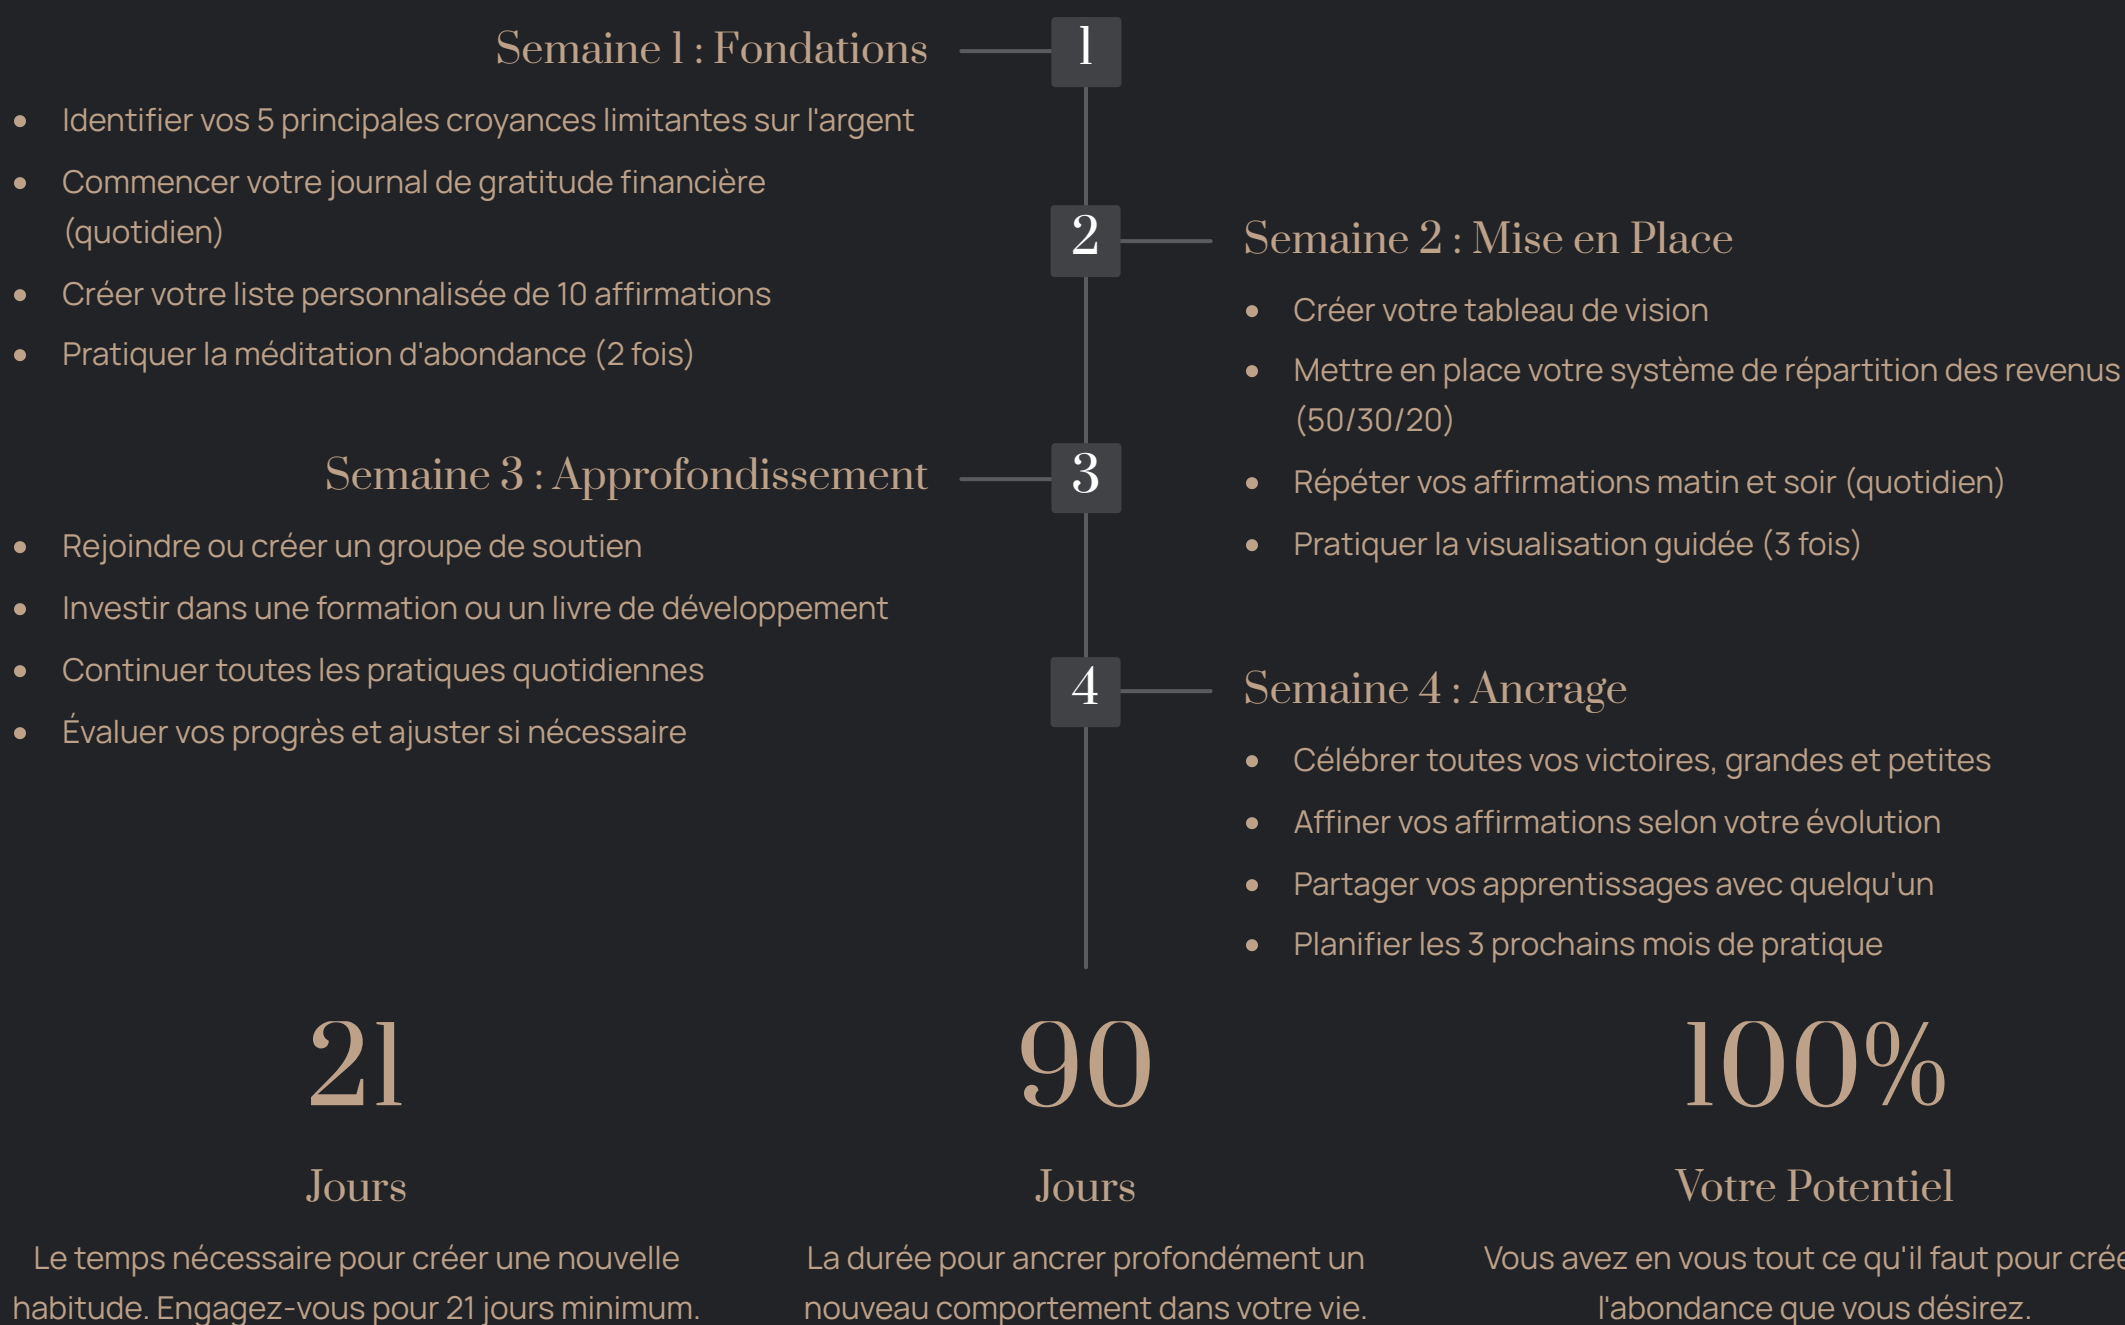 Semaine 1 : Fondations
1
Identifier vos 5 principales croyances limitantes sur l'argent
Commencer votre journal de gratitude financière
(quotidien)
Créer votre liste personnalisée de 10 affirmations
Pratiquer la méditation d'abondance (2 fois)
2
Semaine 2 : Mise en Place
Créer votre tableau de vision
Mettre en place votre système de répartition des revenus
(50/30/20)
Répéter vos affirmations matin et soir (quotidien)
Pratiquer la visualisation guidée (3 fois)
Semaine 3 : Approfondissement
3
Rejoindre ou créer un groupe de soutien
Investir dans une formation ou un livre de développement
Continuer toutes les pratiques quotidiennes
Évaluer vos progrès et ajuster si nécessaire
4
Semaine 4 : Ancrage
Célébrer toutes vos victoires, grandes et petites
Affiner vos affirmations selon votre évolution
Partager vos apprentissages avec quelqu'un
Planifier les 3 prochains mois de pratique
21
Jours
Le temps nécessaire pour créer une nouvelle
habitude. Engagez-vous pour 21 jours minimum.
90
Jours
La durée pour ancrer profondément un
nouveau comportement dans votre vie.
100%
Votre Potentiel
Vous avez en vous tout ce qu'il faut pour
l'abondance que vous désirez.